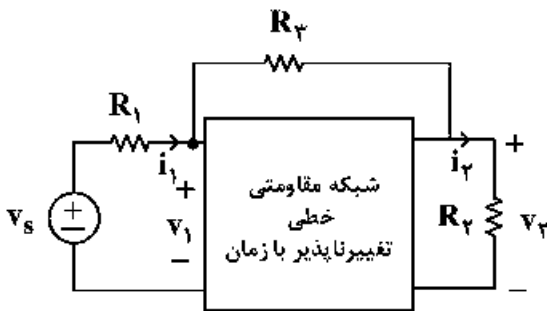 R۳
R۱
i۱
i۲
+
+
+
شبکه مقاومتی
خطی
تغییرناپذیر با زمان
v_s
v۱
R۲
v۲
−
−
−